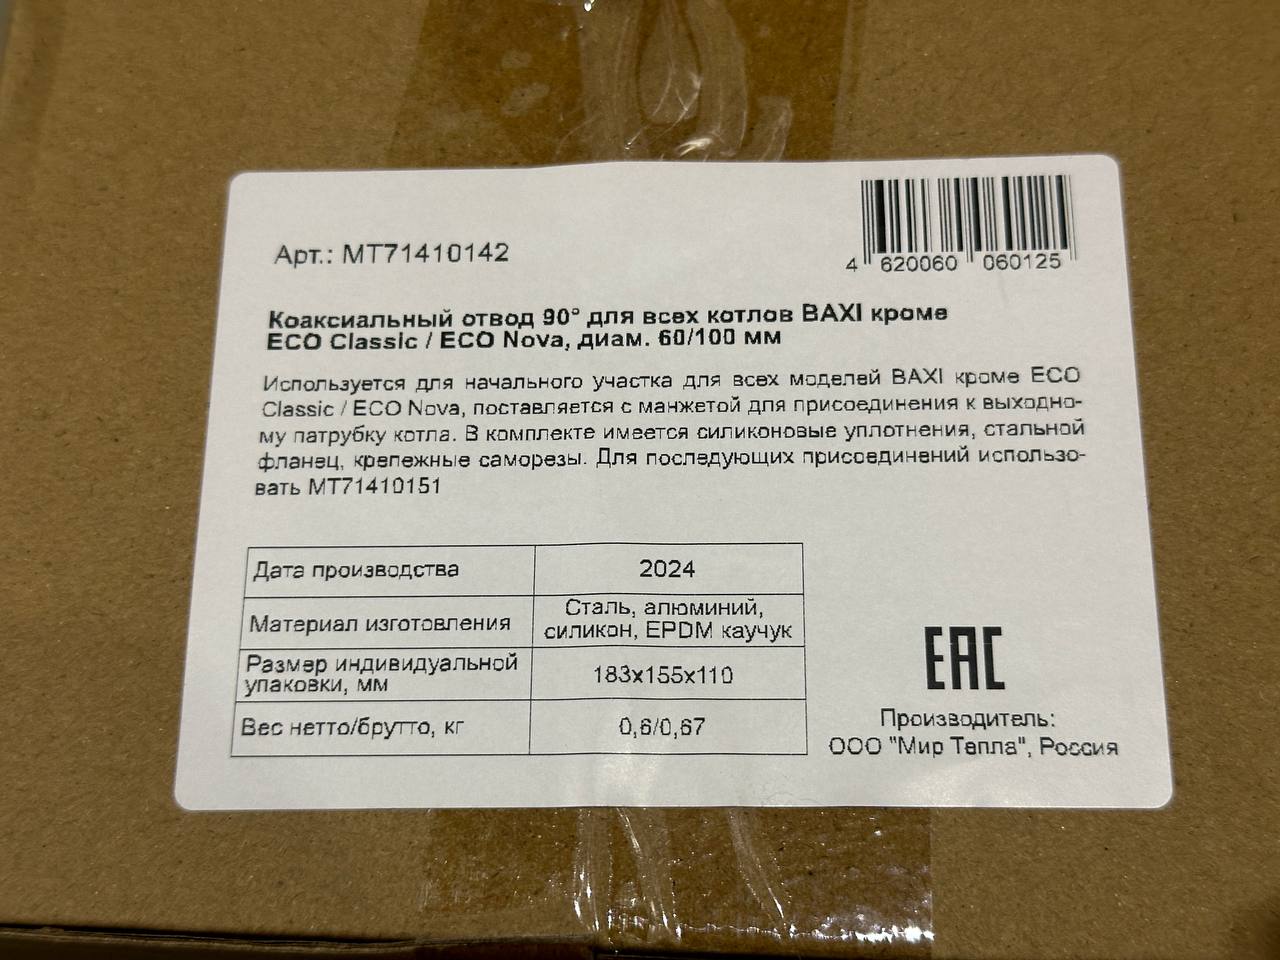 Арт.: МТ71410142
4 620060 060125
Коаксиальный отвод 90° для всех котлов BAXI кроме
ECO Classic / ECO Nova, диам. 60/100 мм
Используется для начального участка для всех моделей BAXI кроме ECO
Classic / ECO Nova, поставляется с манжетой для присоединения к выходно-
му патрубку котла. В комплекте имеется силиконовые уплотнения, стальной
фланец, крепежные саморезы. Для последующих присоединений использо-
вать МТ71410151
Дата производства 2024
Материал изготовления Сталь, алюминий,
силикон, EPDM каучук
Размер индивидуальной
упаковки, мм 183x155x110
Вес нетто/брутто, кг 0,6/0,67
EAC
Производитель:
ООО "Мир Тепла", Россия